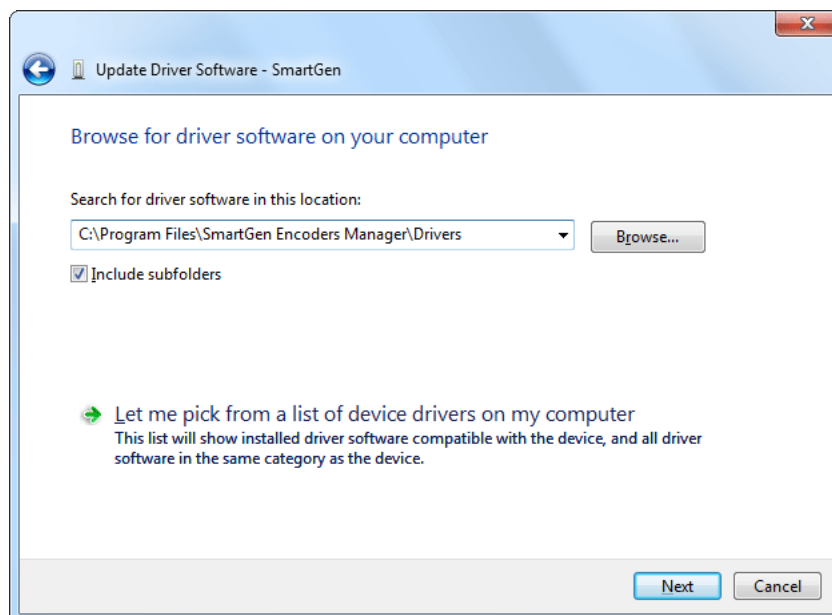 Update Driver Software - SmartGen
Browse for driver software on your computer
Search for driver software in this location:
C:\Program Files\SmartGen Encoders Manager\Drivers
Browse...
Include subfolders
Let me pick from a list of device drivers on my computer
This list will show installed driver software compatible with the device, and all driver
software in the same category as the device.
Next
Cancel